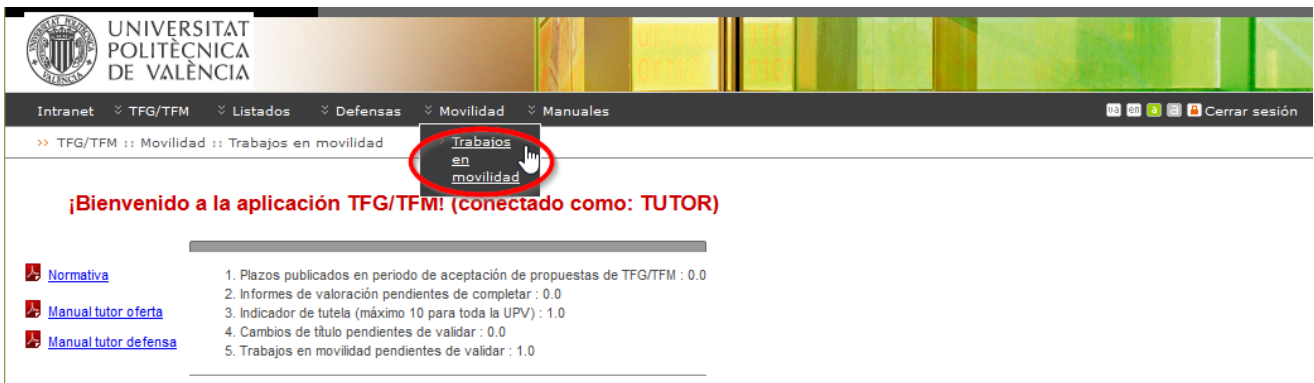 UNIVERSITAT
POLITÈCNICA
DE VALÈNCIA
Intranet TFG/TFM Listados Defensas Movilidad Manuales va en a a Cerrar sesión
>> TFG/TFM :: Movilidad :: Trabajos en movilidad
Trabajos
en
movilidad
¡Bienvenido a la aplicación TFG/TFM! (conectado como: TUTOR)
Normativa
Manual tutor oferta
Manual tutor defensa
1. Plazos publicados en periodo de aceptación de propuestas de TFG/TFM : 0.0
2. Informes de valoración pendientes de completar : 0.0
3. Indicador de tutela (máximo 10 para toda la UPV) : 1.0
4. Cambios de título pendientes de validar : 0.0
5. Trabajos en movilidad pendientes de validar : 1.0